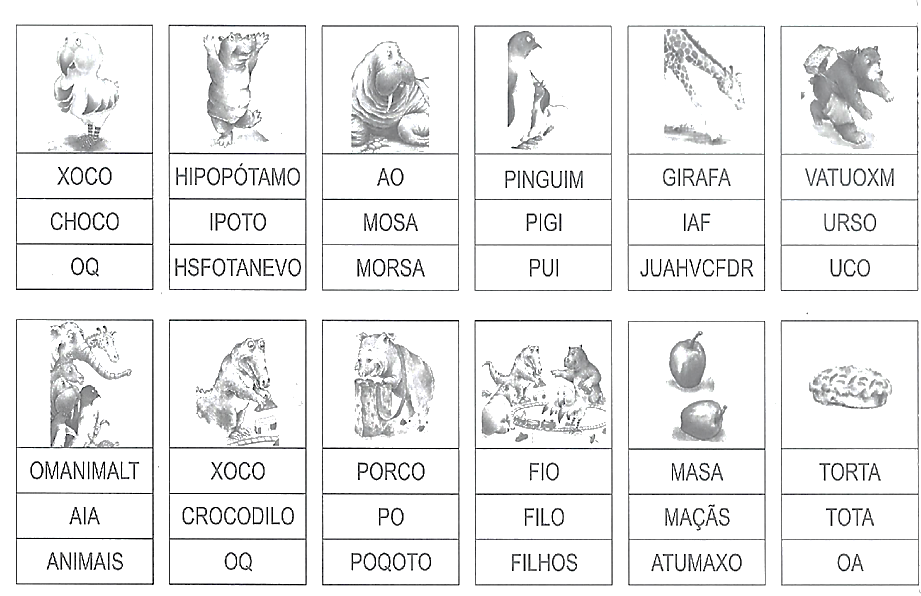 XOCO HIPOPÓTAMO AO PINGUIM GIRAFA VATUOXM
CHOCO IPOTO MOSA PIGI IAF URSO
OQ HSFOTANEVO MORSA PUI JUAHVCFDR UCO
OMANIMALT XOCO PORCO FIO MASA TORTA
AIA CROCODILO PO FILO MAÇÃS TOTA
ANIMAIS OQ POQOTO FILHOS ATUMAXO OA